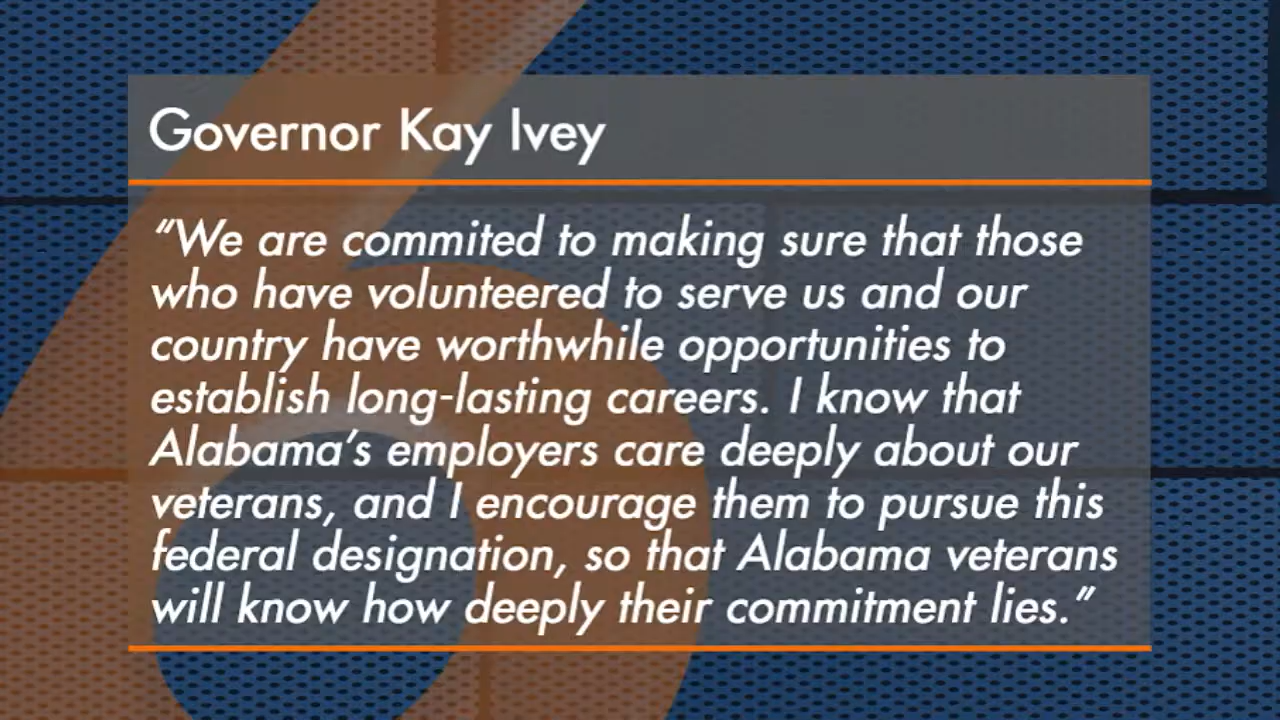 Governor Kay Ivey
“We are commited to making sure that those
who have volunteered to serve us and our
country have worthwhile opportunities to
establish long-lasting careers. I know that
Alabama’s employers care deeply about our
veterans, and I encourage them to pursue this
federal designation, so that Alabama veterans
will know how deeply their commitment lies.”